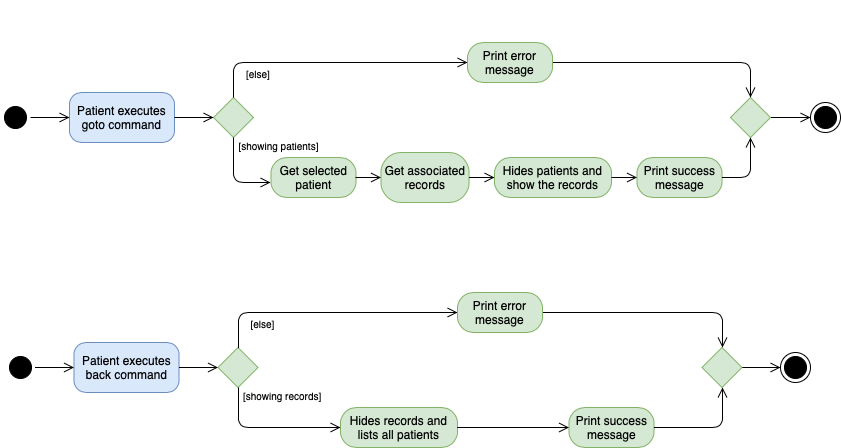 Print error
message
[else]
Patient executes
goto command
[showing patients]
Get selected
patient
Get associated
records
Hides patients and
show the records
Print success
message
Print error
message
[else]
Patient executes
back command
[showing records]
Hides records and
lists all patients
Print success
message